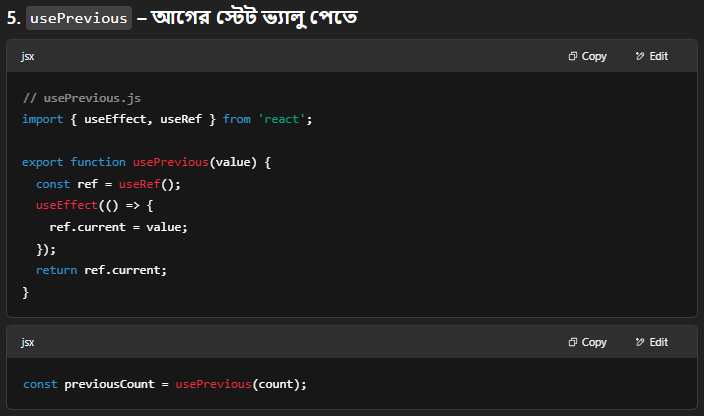 5. usePrevious – আগের স্টেট ভ্যালু পেতে
jsx Copy Edit
// usePrevious.js
import { useEffect, useRef } from 'react';
export function usePrevious(value) {
  const ref = useRef();
  useEffect(() => {
    ref.current = value;
  });
  return ref.current;
}
jsx Copy Edit
const previousCount = usePrevious(count);